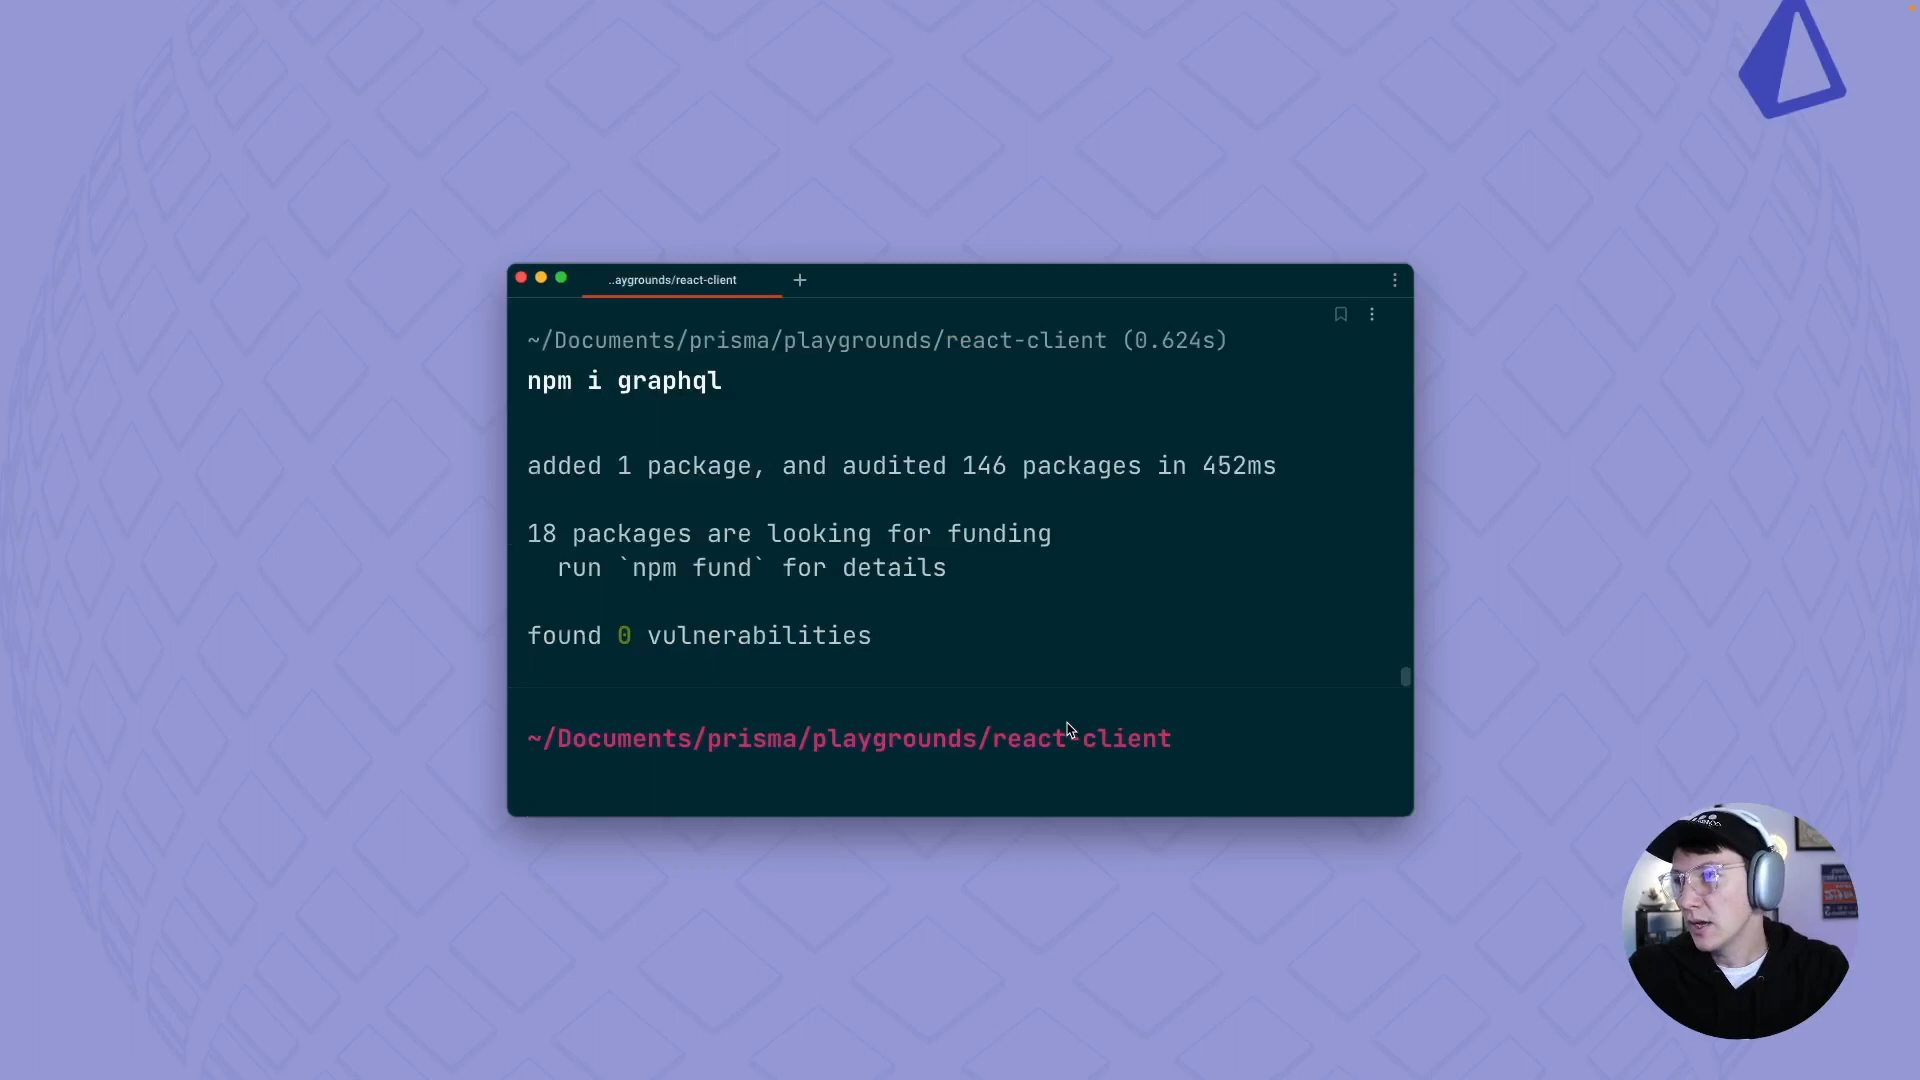 ..aygrounds/react-client
~/Documents/prisma/playgrounds/react-client (0.624s)
npm i graphql
added 1 package, and audited 146 packages in 452ms
18 packages are looking for funding
run `npm fund` for details
found 0 vulnerabilities
~/Documents/prisma/playgrounds/react-client